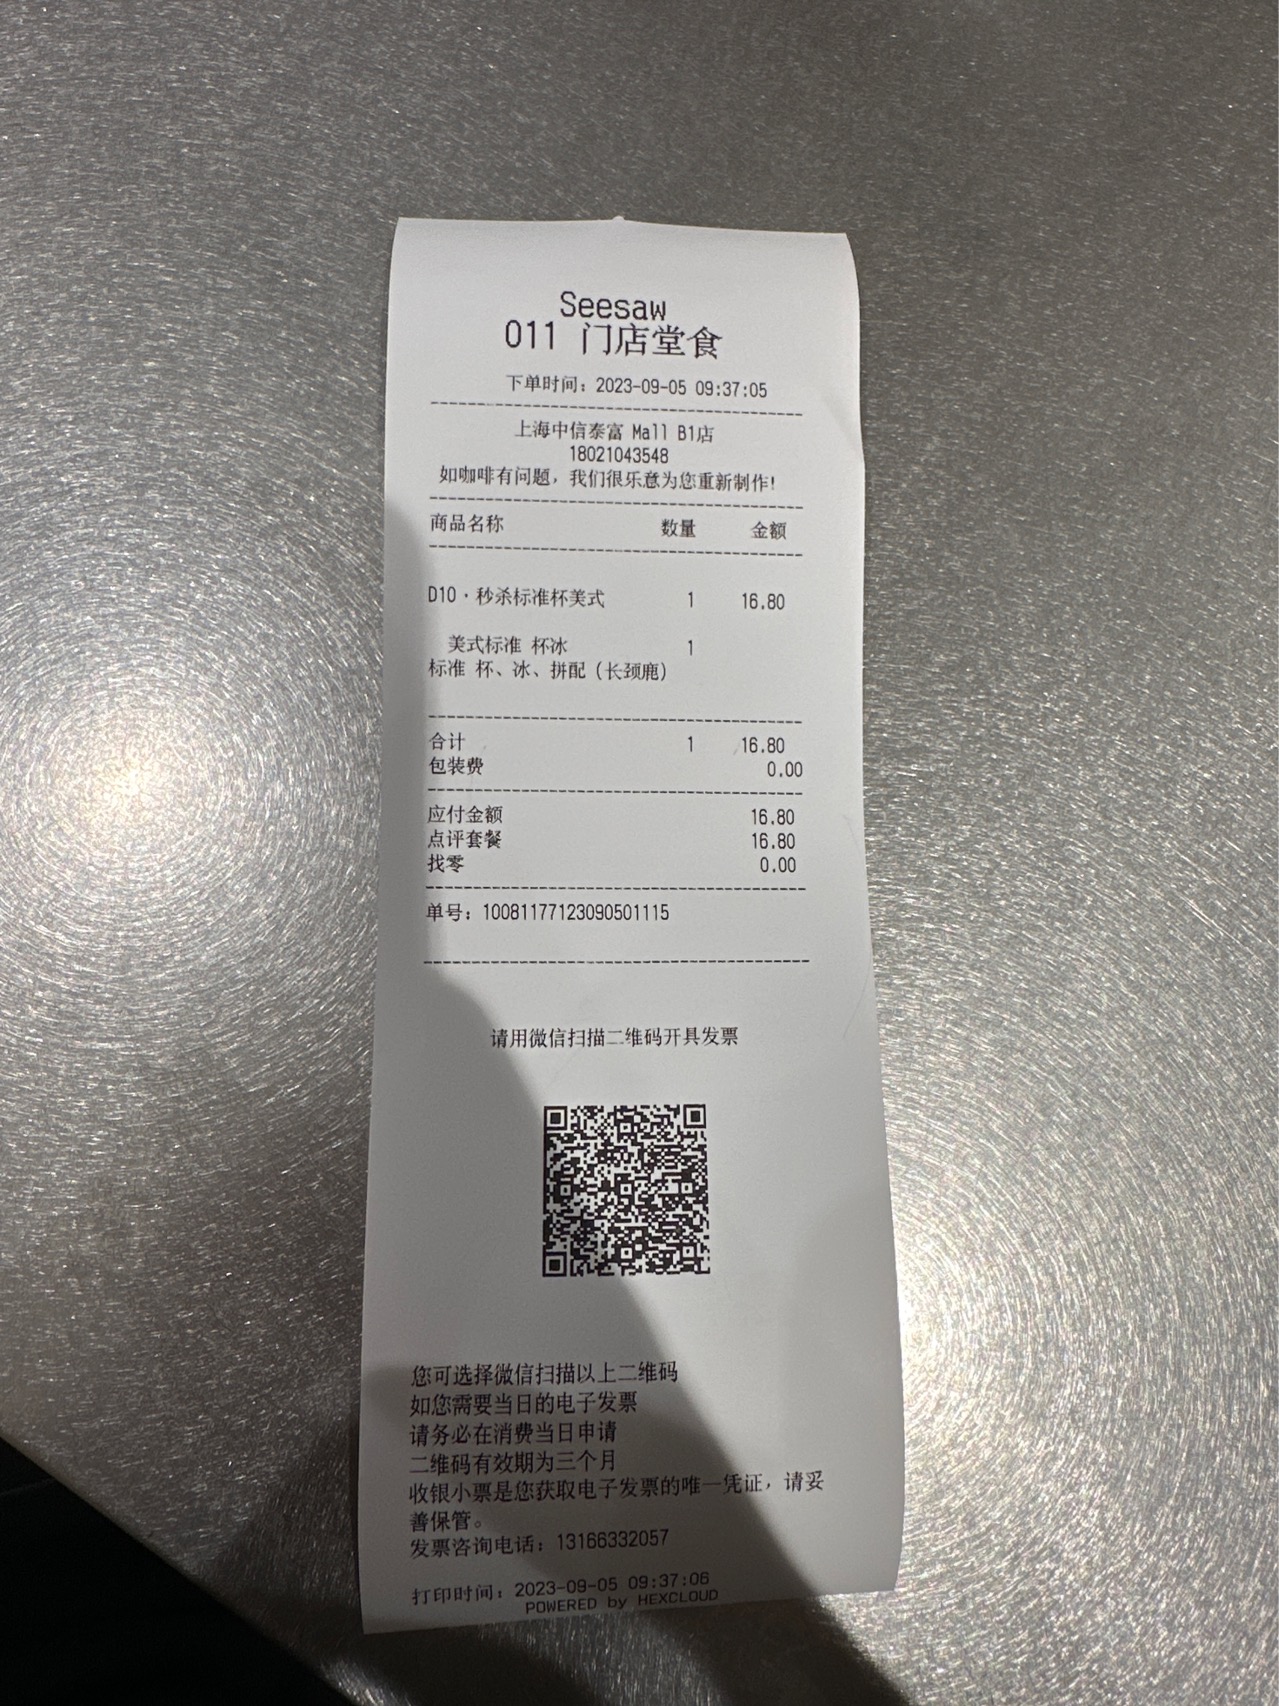 Seesaw
011 门店堂食
下单时间：2023-09-05 09:37:05
上海中信泰富 Mall B1店
18021043548
如咖啡有问题，我们很乐意为您重新制作！
商品名称 数量 金额
D10·秒杀标准杯美式 1 16.80
美式标准 杯冰 1
标准 杯、冰、拼配（长颈鹿）
合计 1 16.80
包装费 0.00
应付金额 16.80
点评套餐 16.80
找零 0.00
单号：10081177123090501115
请用微信扫描二维码开具发票
您可选择微信扫描以上二维码
如您需要当日的电子发票
请务必在消费当日申请
二维码有效期为三个月
收银小票是您获取电子发票的唯一凭证，请妥
善保管。
发票咨询电话：13166332057
打印时间：2023-09-05 09:37:06
POWERED by HEXCLOUD